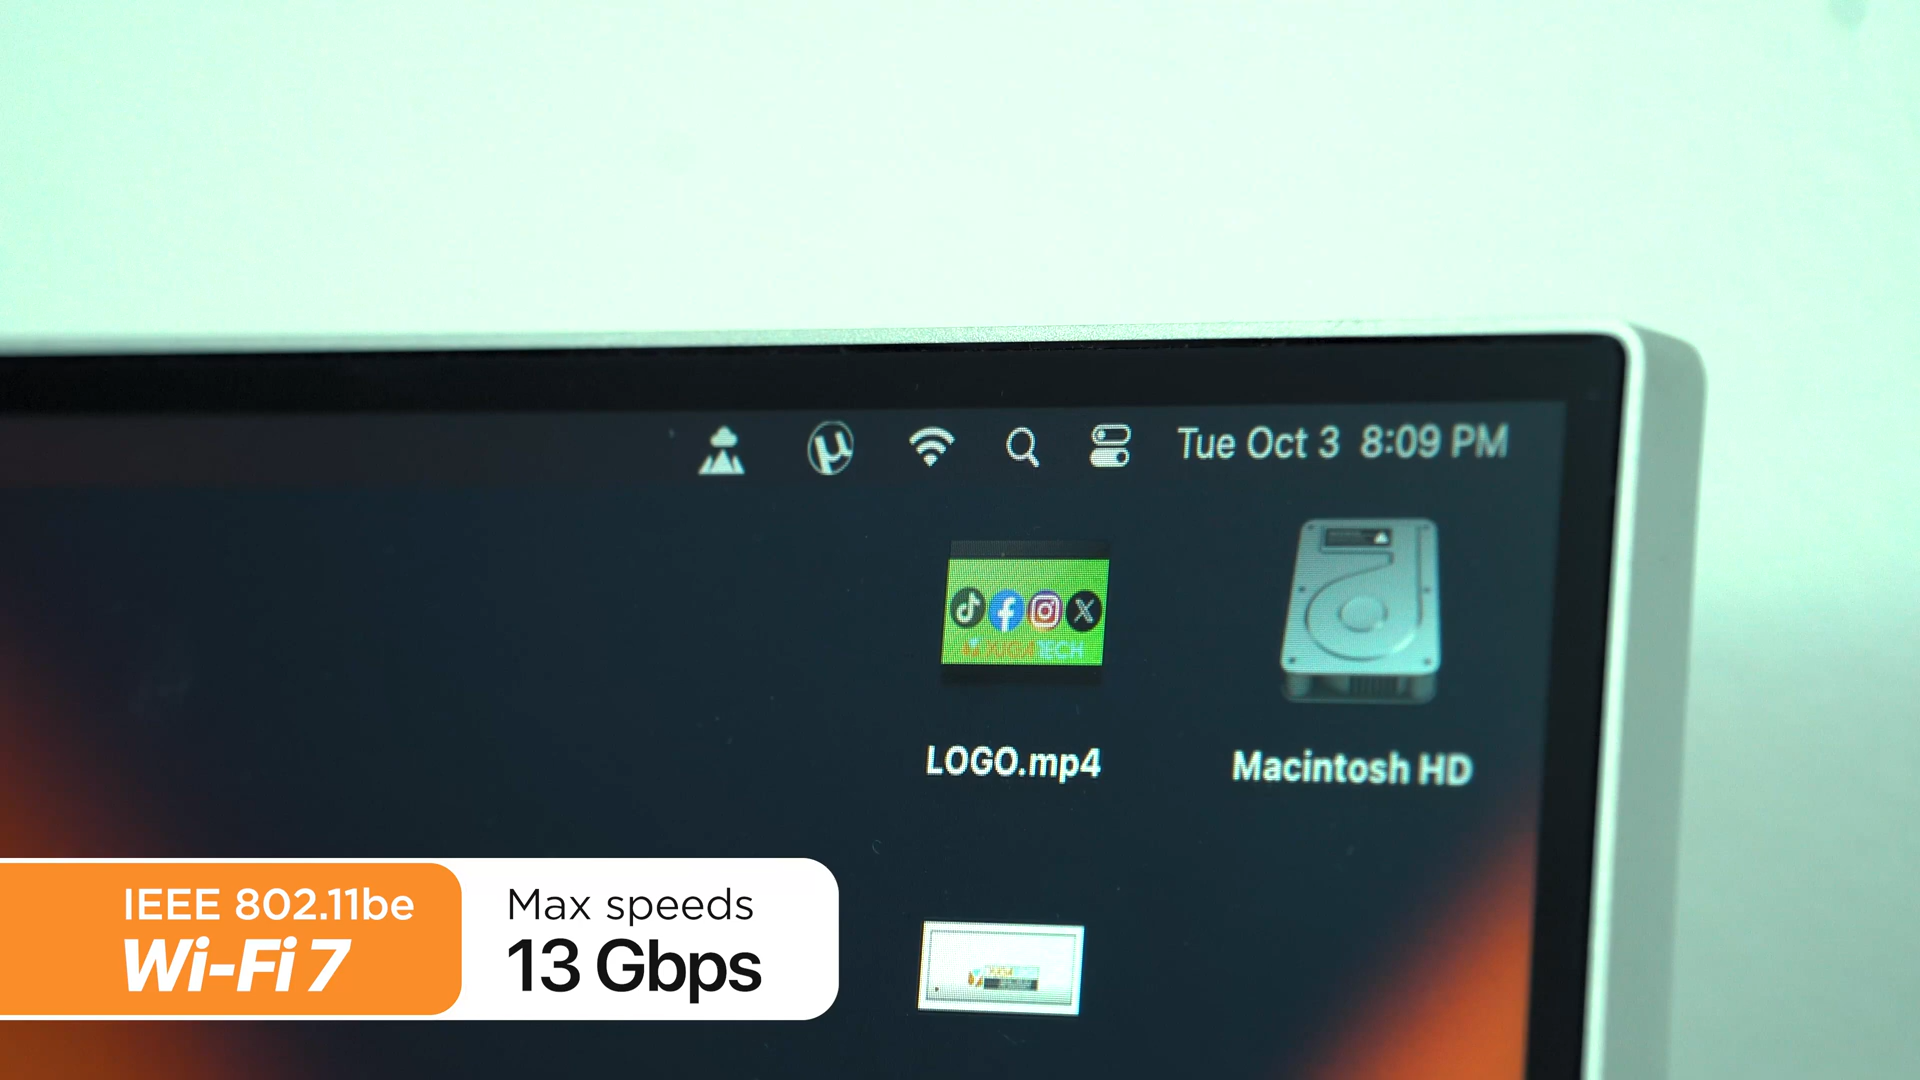 Tue Oct 3 8:09 PM
LOGO.mp4
Macintosh HD
IEEE 802.11be
Wi-Fi 7
Max speeds
13 Gbps